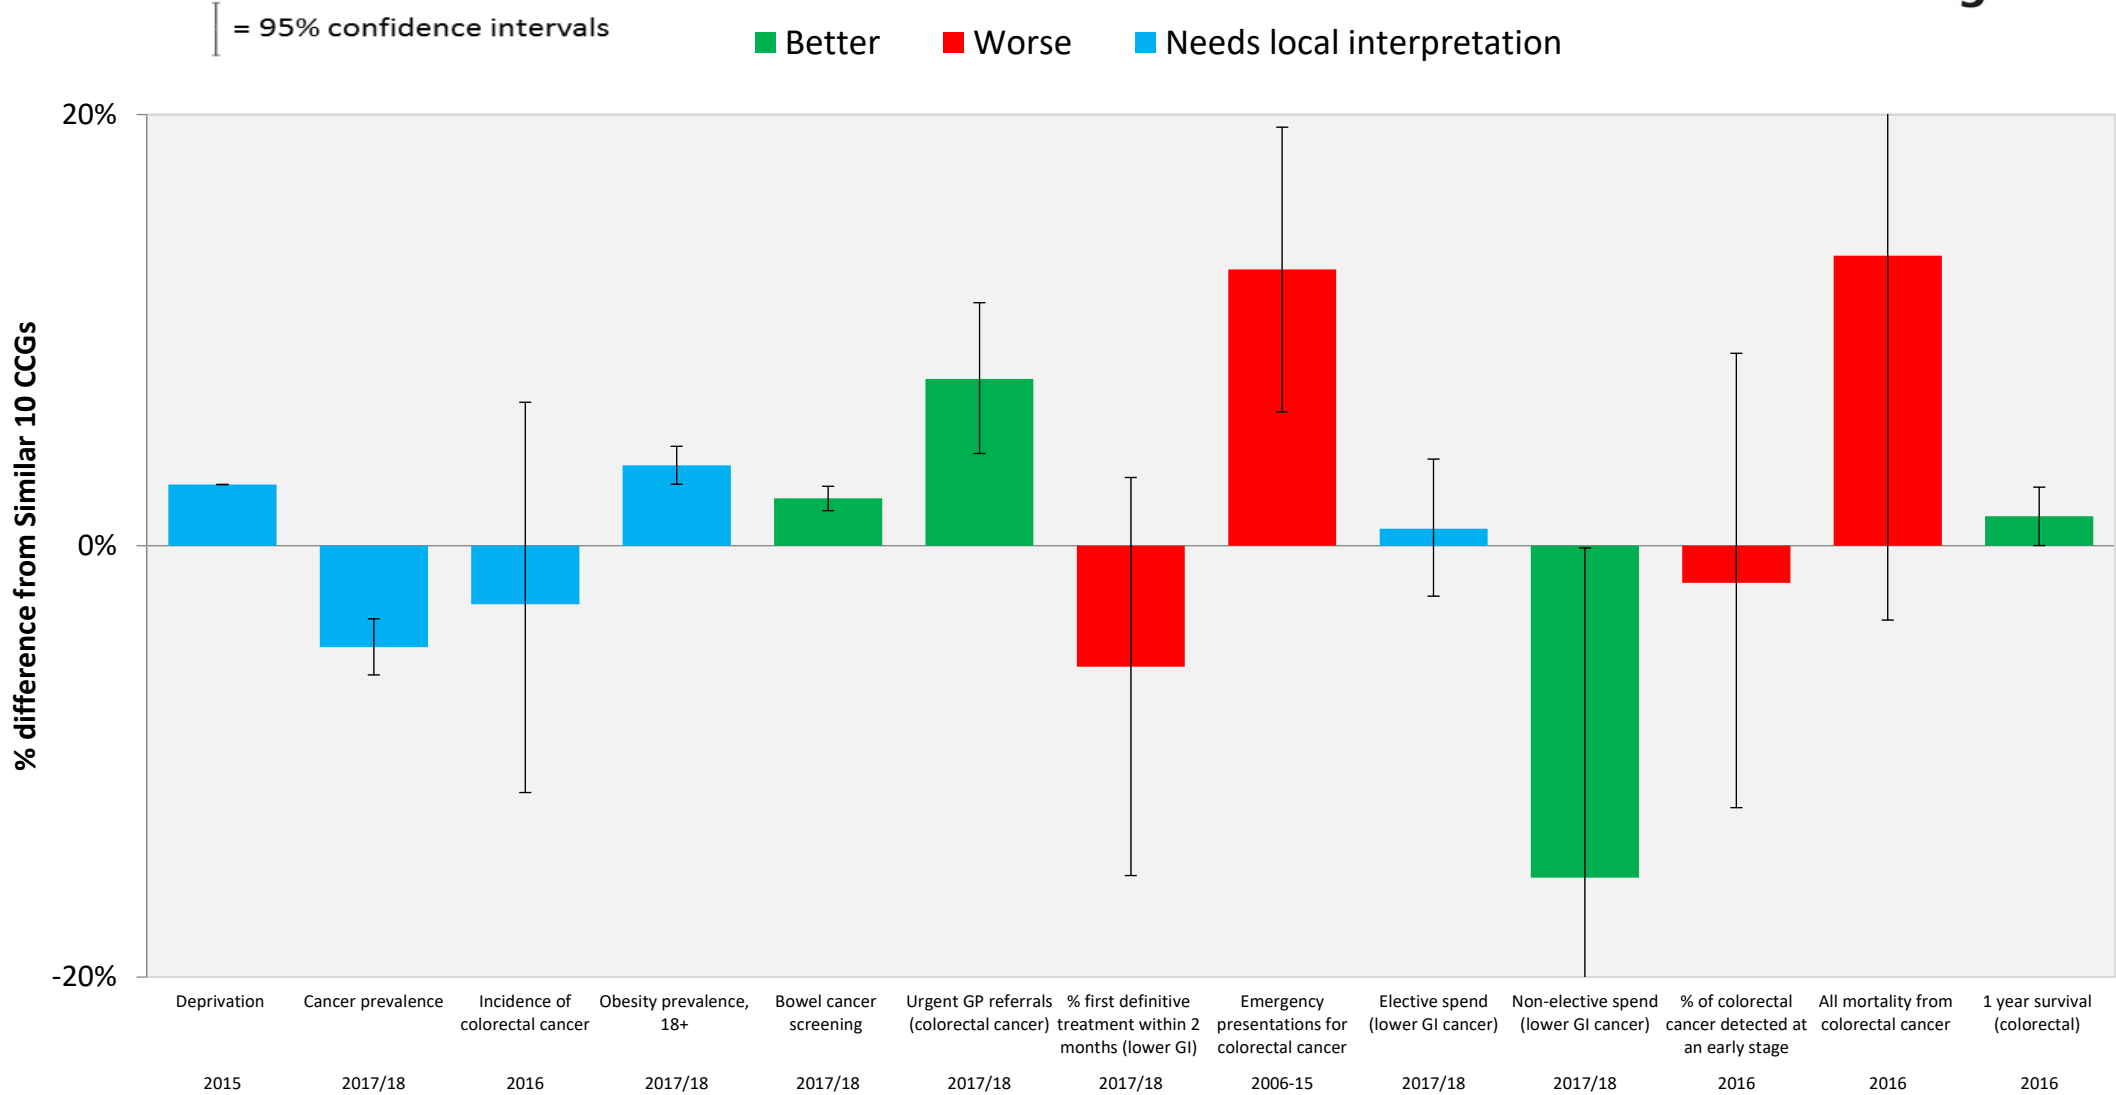 = 95% confidence intervals
Better
Worse
Needs local interpretation
20%
0%
-20%
% difference from Similar 10 CCGs
Deprivation
2015
Cancer prevalence
2017/18
Incidence of
colorectal cancer
2016
Obesity prevalence,
18+
2017/18
Bowel cancer
screening
2017/18
Urgent GP referrals
(colorectal cancer)
2017/18
% first definitive
treatment within 2
months (lower GI)
2017/18
Emergency
presentations for
colorectal cancer
2006-15
Elective spend
(lower GI cancer)
2017/18
Non-elective spend
(lower GI cancer)
2017/18
% of colorectal
cancer detected at
an early stage
2016
All mortality from
colorectal cancer
2016
1 year survival
(colorectal)
2016